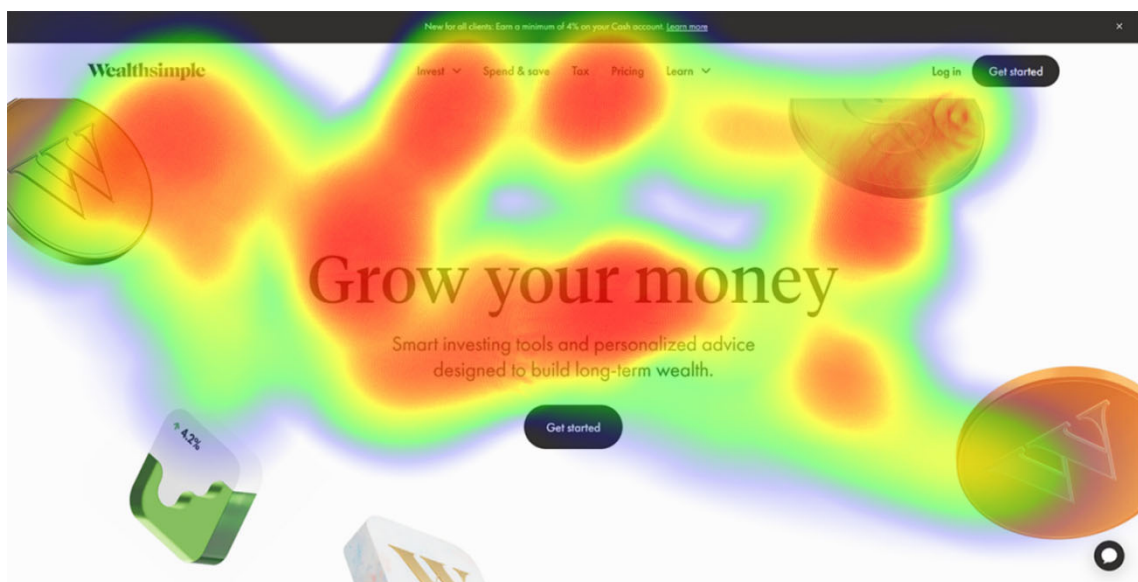 New for all clients: Earn a minimum of 4% on your Cash account. Learn more ×
Wealthsimple Invest Spend & save Tax Pricing Learn Log in Get started
Grow your money
Smart investing tools and personalized advice
designed to build long-term wealth.
Get started
4.2%
W
W
W